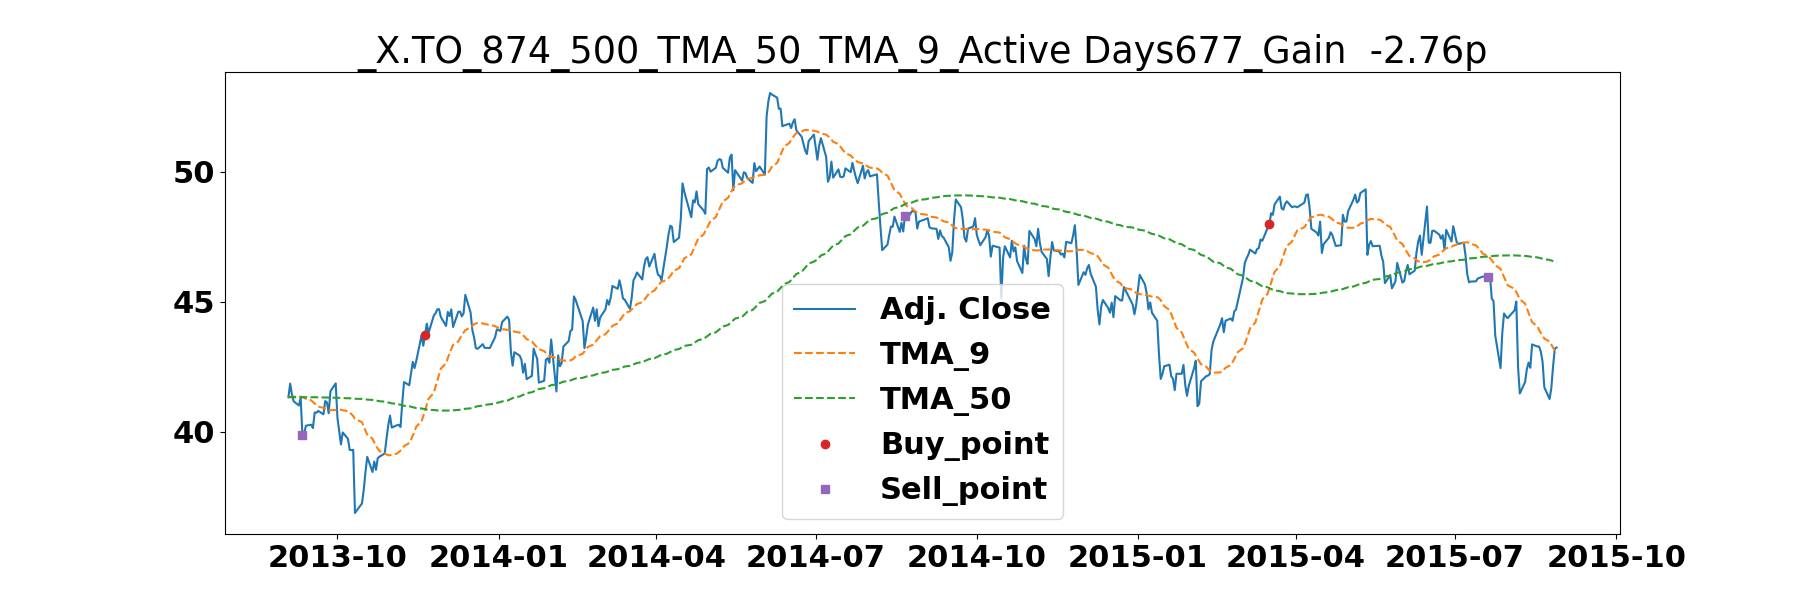 _X.TO_874_500_TMA_50_TMA_9_Active Days677_Gain  -2.76p
50
45
40
Adj. Close
TMA_9
TMA_50
Buy_point
Sell_point
2013-10 2014-01 2014-04 2014-07 2014-10 2015-01 2015-04 2015-07 2015-10